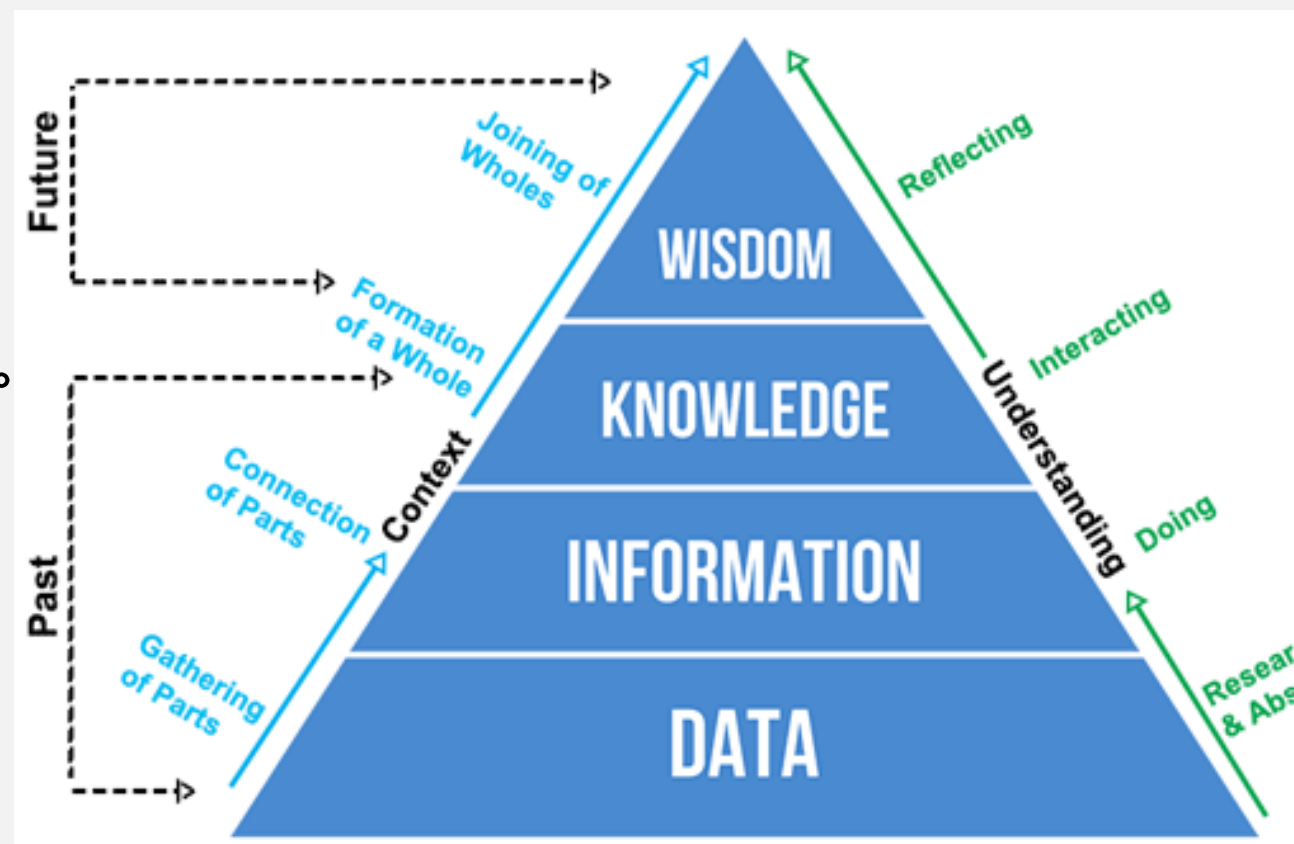 Future
Past
Joining of
Wholes
Formation
of a Whole
Connection
of Parts
Gathering
of Parts
Context
WISDOM
KNOWLEDGE
INFORMATION
DATA
Understanding
Reflecting
Interacting
Doing
&